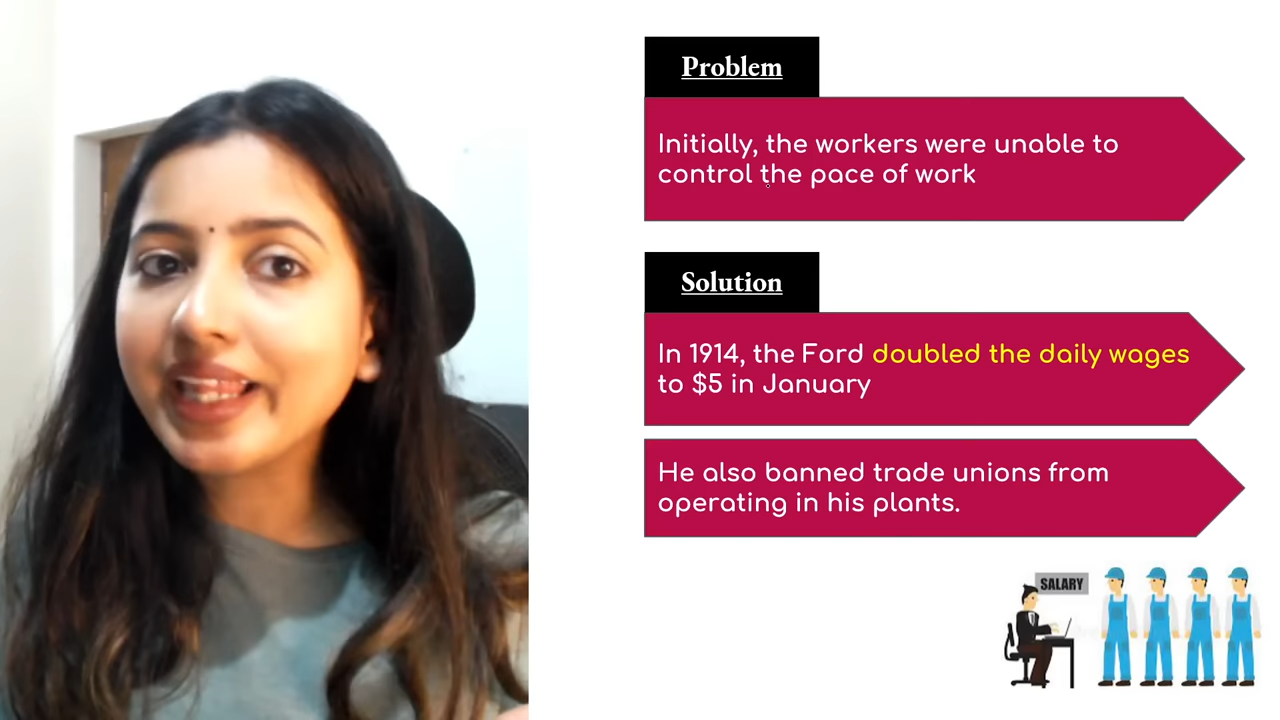 Problem
Initially, the workers were unable to
control the pace of work
Solution
In 1914, the Ford doubled the daily wages
to $5 in January
He also banned trade unions from
operating in his plants.
SALARY